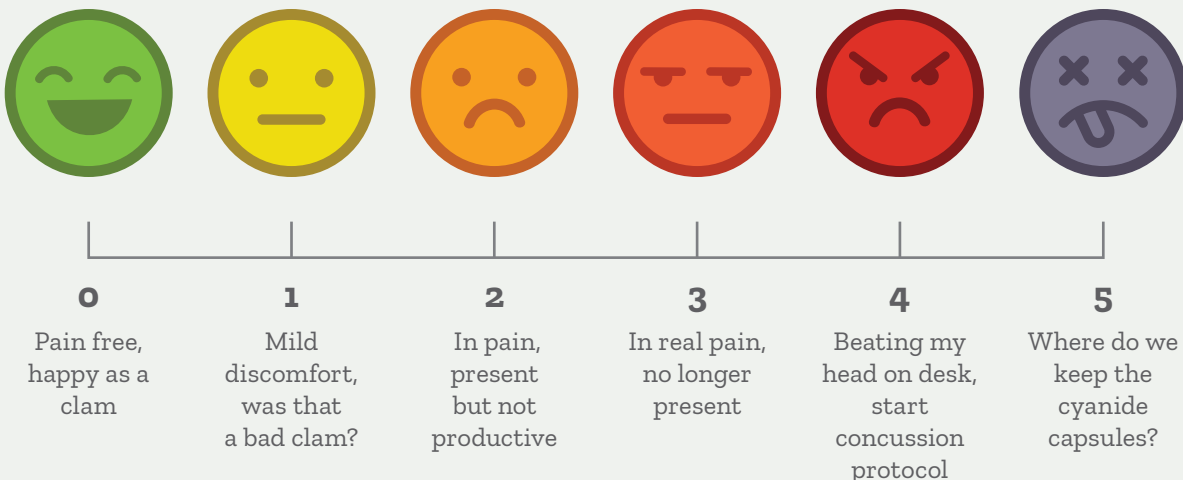 0
Pain free,
happy as a
clam
1
Mild
discomfort,
was that
a bad clam?
2
In pain,
present
but not
productive
3
In real pain,
no longer
present
4
Beating my
head on desk,
start
concussion
protocol
5
Where do we
keep the
cyanide
capsules?